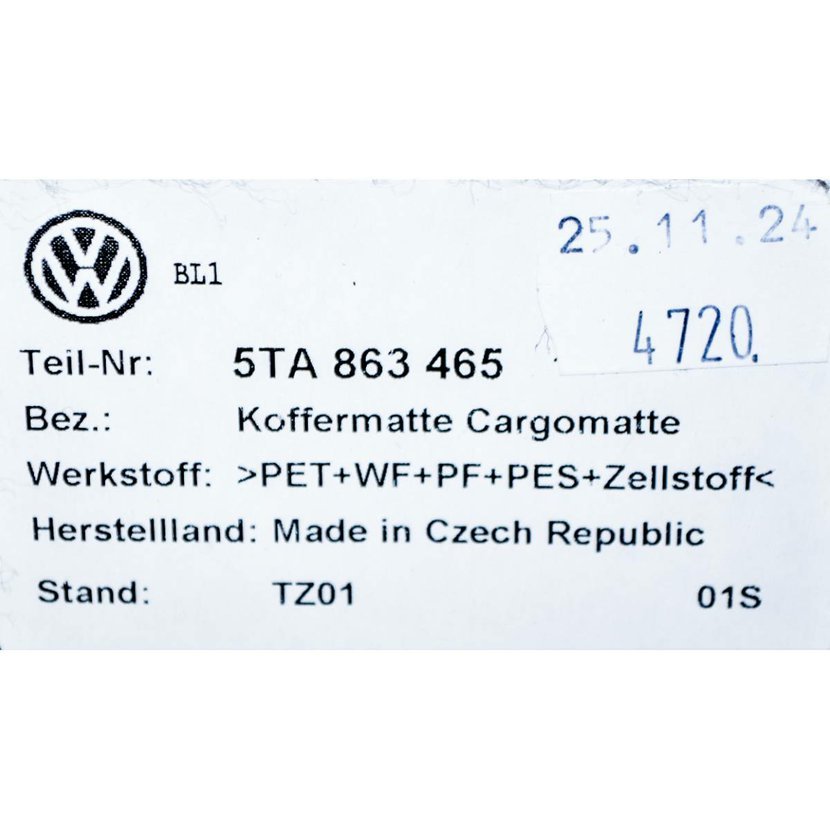 25.11.24
BL1
4720.
Teil-Nr: 5TA 863 465
Bez.: Koffermatte Cargomatte
Werkstoff: >PET+WF+PF+PES+Zellstoff<
Herstellland: Made in Czech Republic
Stand: TZ01 01S